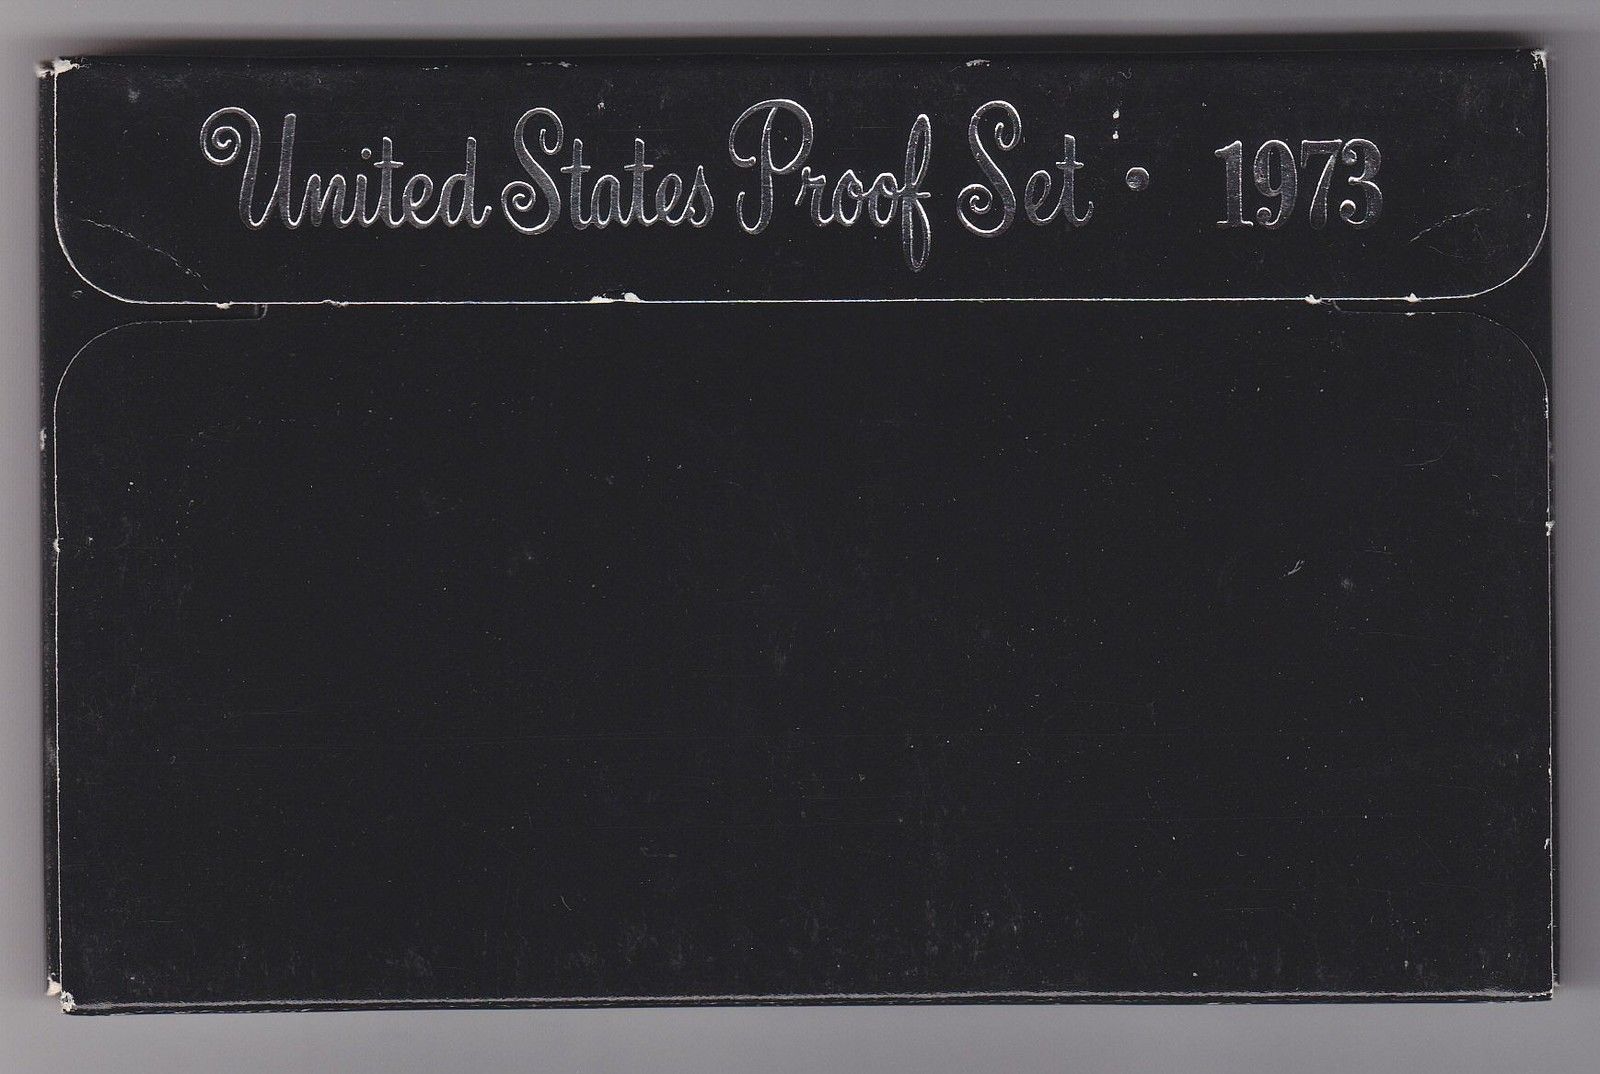 United States Proof Set • 1973